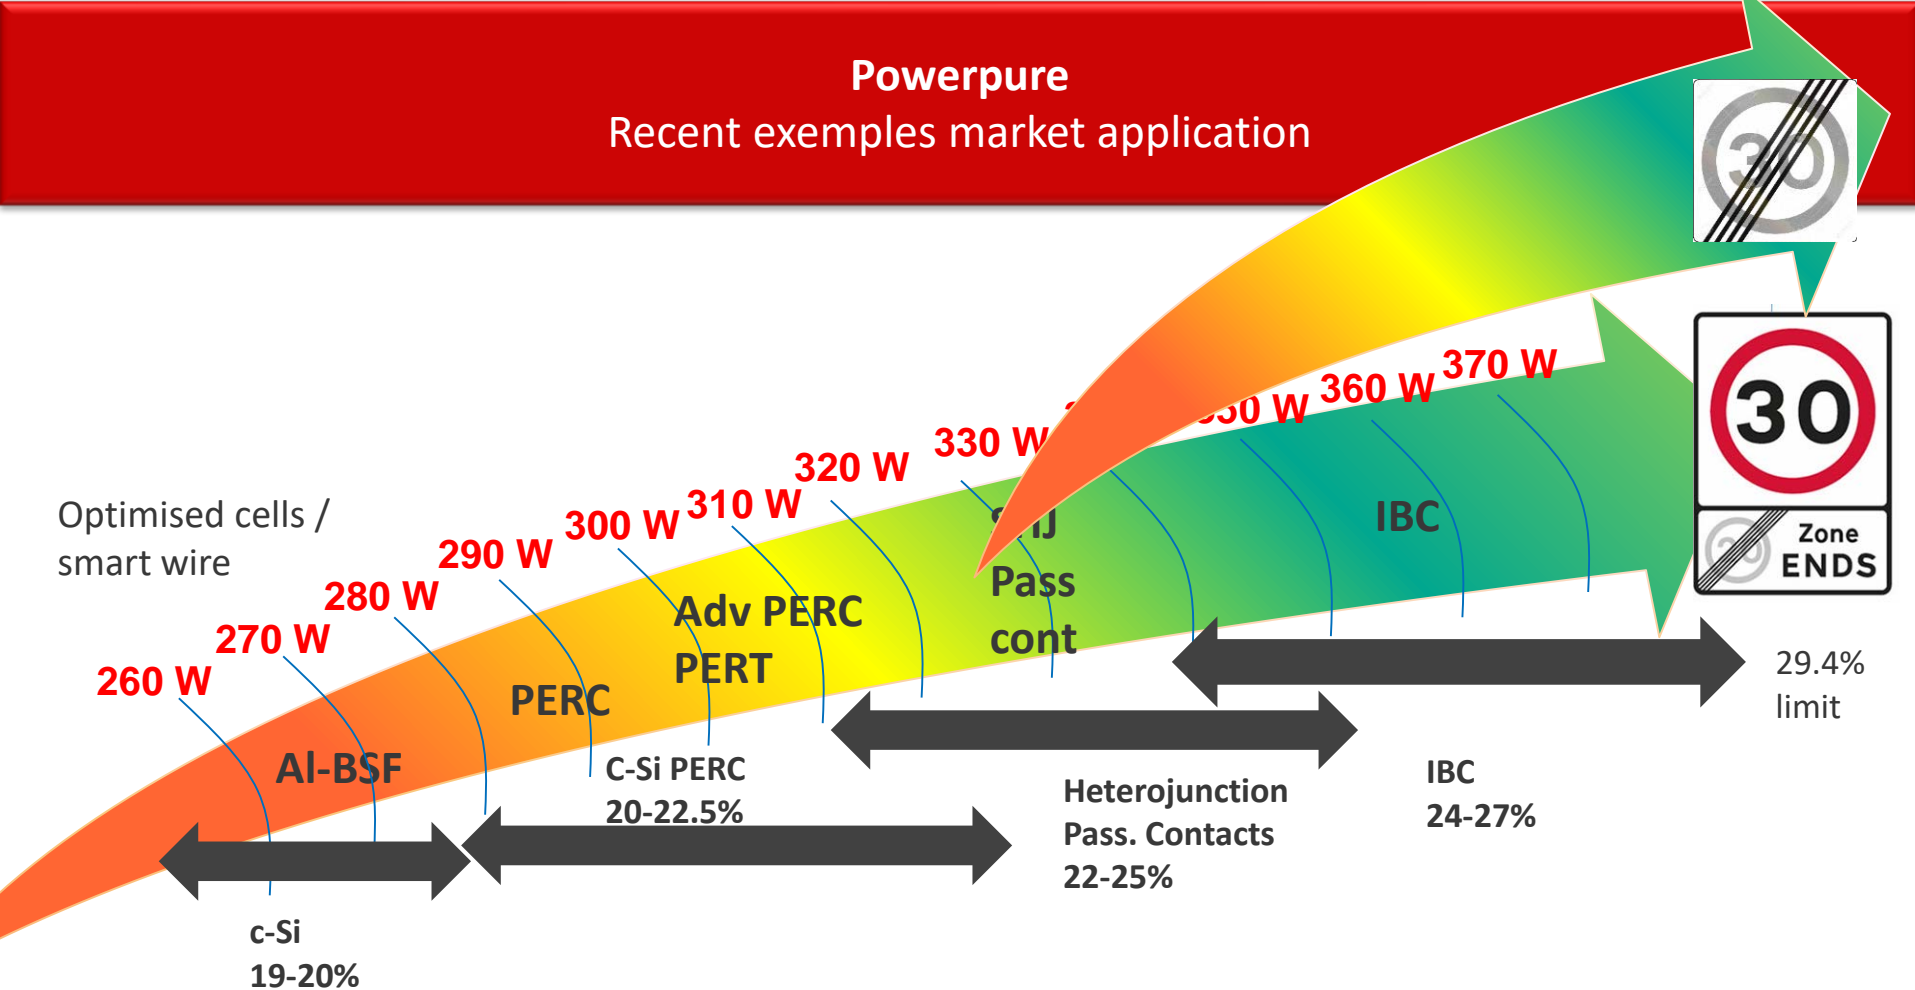 Powerpure
Recent exemples market application
30
370 W
360 W
330 W
320 W
310 W
300 W
290 W
280 W
270 W
260 W
Optimised cells /
smart wire
30
Zone
ENDS
30
IBC
Pass
cont
Adv PERC
PERT
PERC
Al-BSF
29.4%
limit
C-Si PERC
20-22.5%
Heterojunction
Pass. Contacts
22-25%
IBC
24-27%
c-Si
19-20%